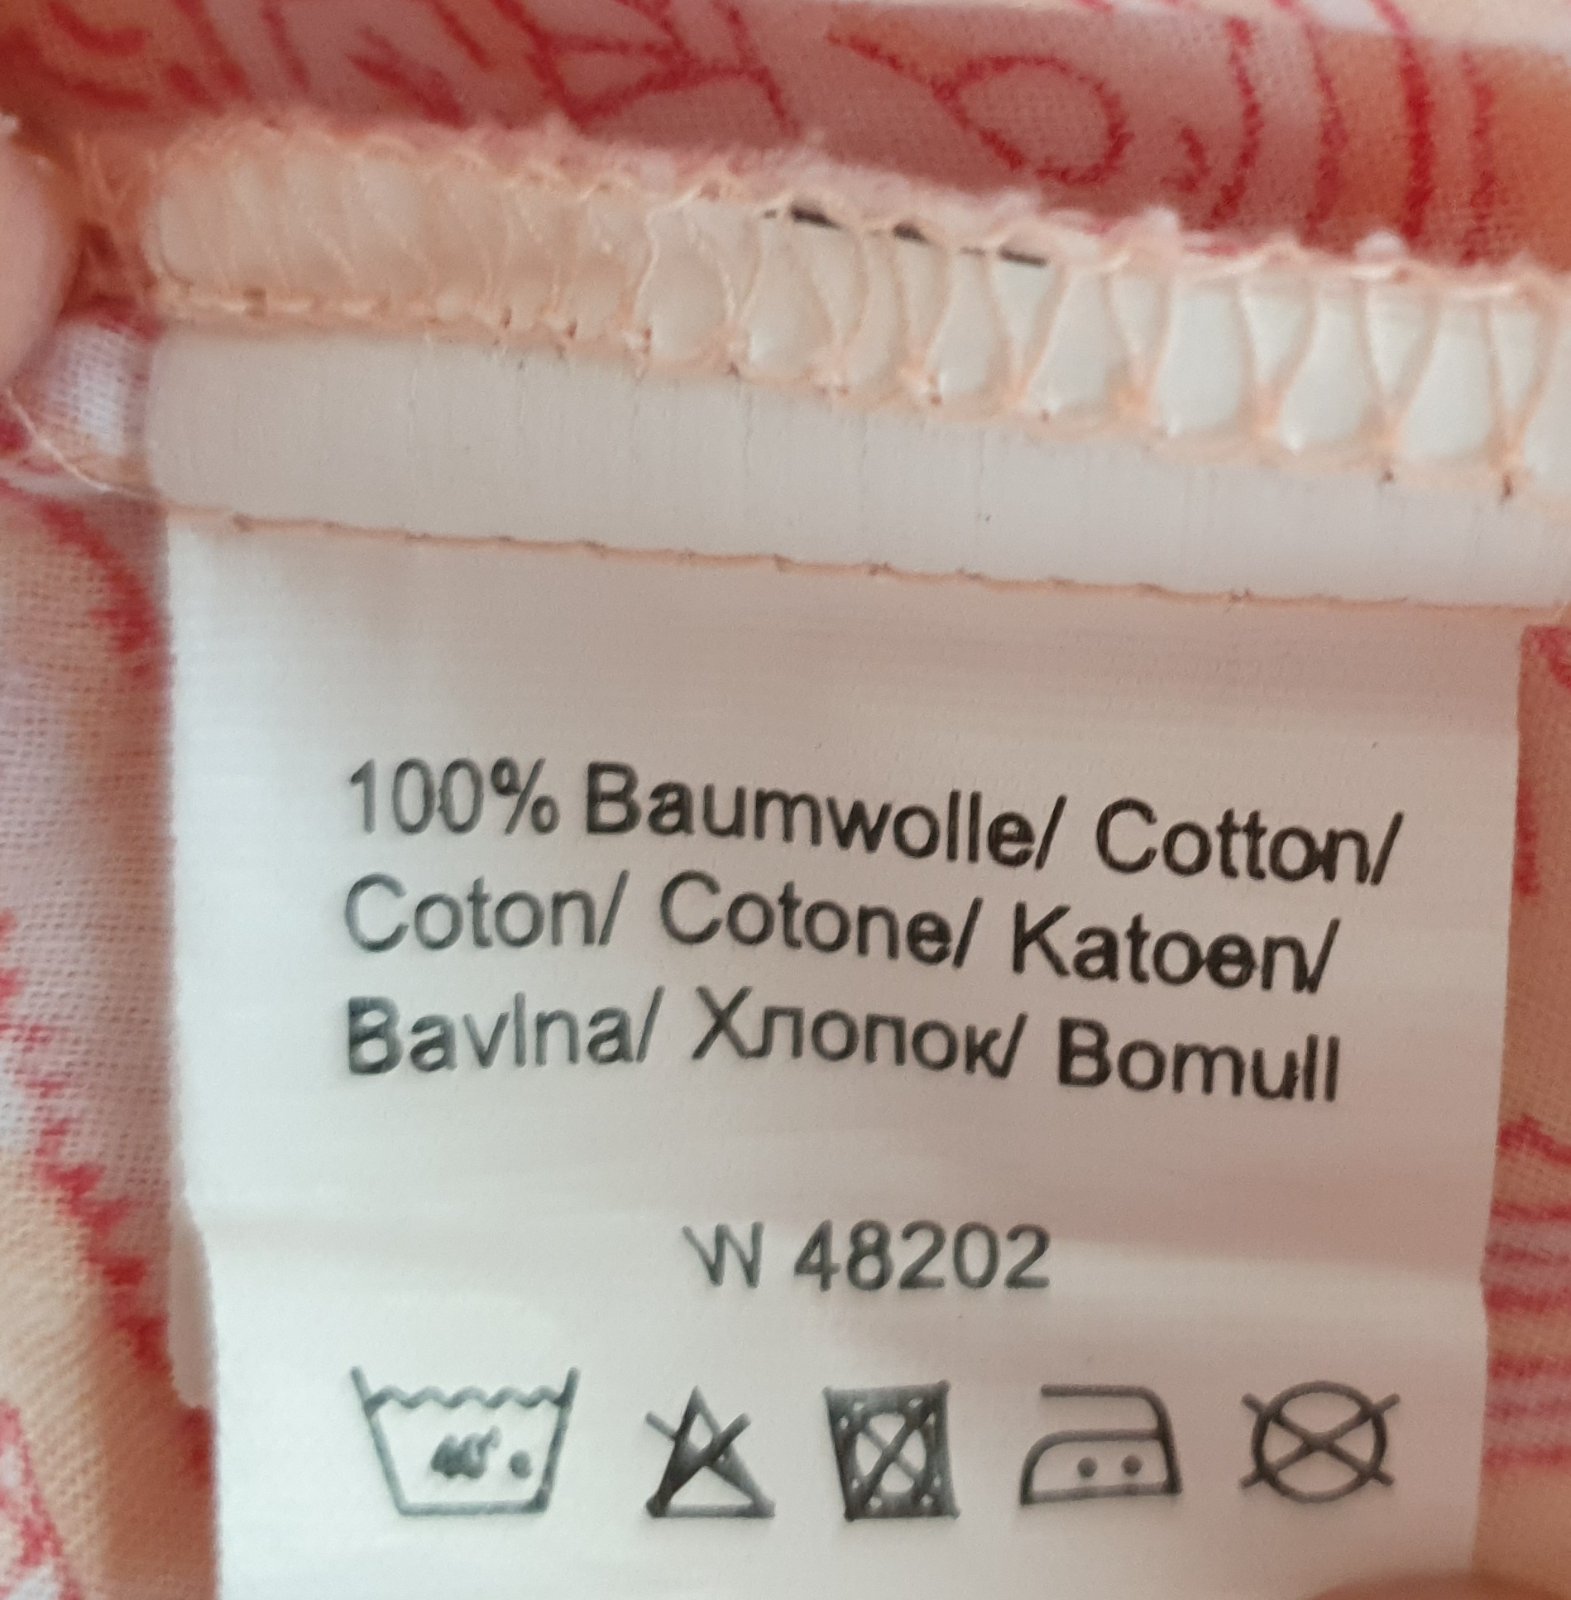 100% Baumwolle/ Cotton/
Coton/ Cotone/ Katoen/
Bavlna/ Хлопок/ Bomull
W 48202